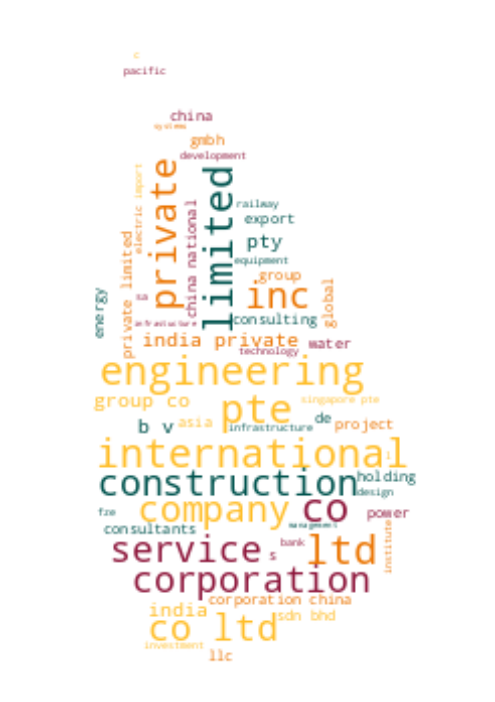 c
pacific
china
systems
gmbh
development
private
limited
electric import
railway
china national
export
pty
equipment
private limited
group
inc
global
energy
sa
consulting
infrastructure
india private
water
technology
engineering
group co
pte
singapore pte
asia
de
b v
infrastructure
project
international
i
construction
holding
design
company
co
fze
power
management
consultants
service
s
bank
ltd
institute
corporation
corporation china
india
sdn bhd
co ltd
investment
llc